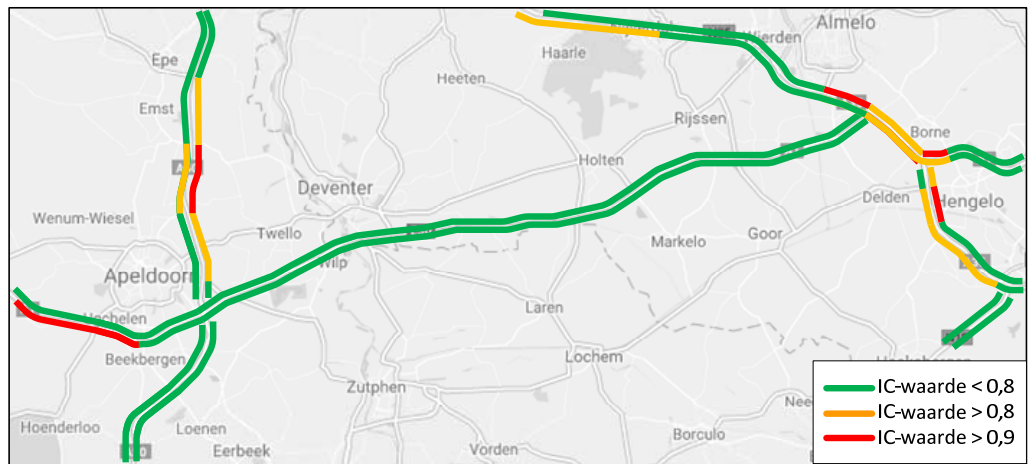 Almelo
Wierden
Haarle
Epe
Heeten
Emst
Rijssen
Borne
Holten
Deventer
Delden
Hengelo
Wenum-Wiesel
Twello
Goor
Markelo
Wilp
Apeldoorn
Laren
Beekbergen
Lochem
Zutphen
IC-waarde < 0,8
IC-waarde > 0,8
IC-waarde > 0,9
Hoenderloo
Loenen
Borculo
Eerbeek
Vorden